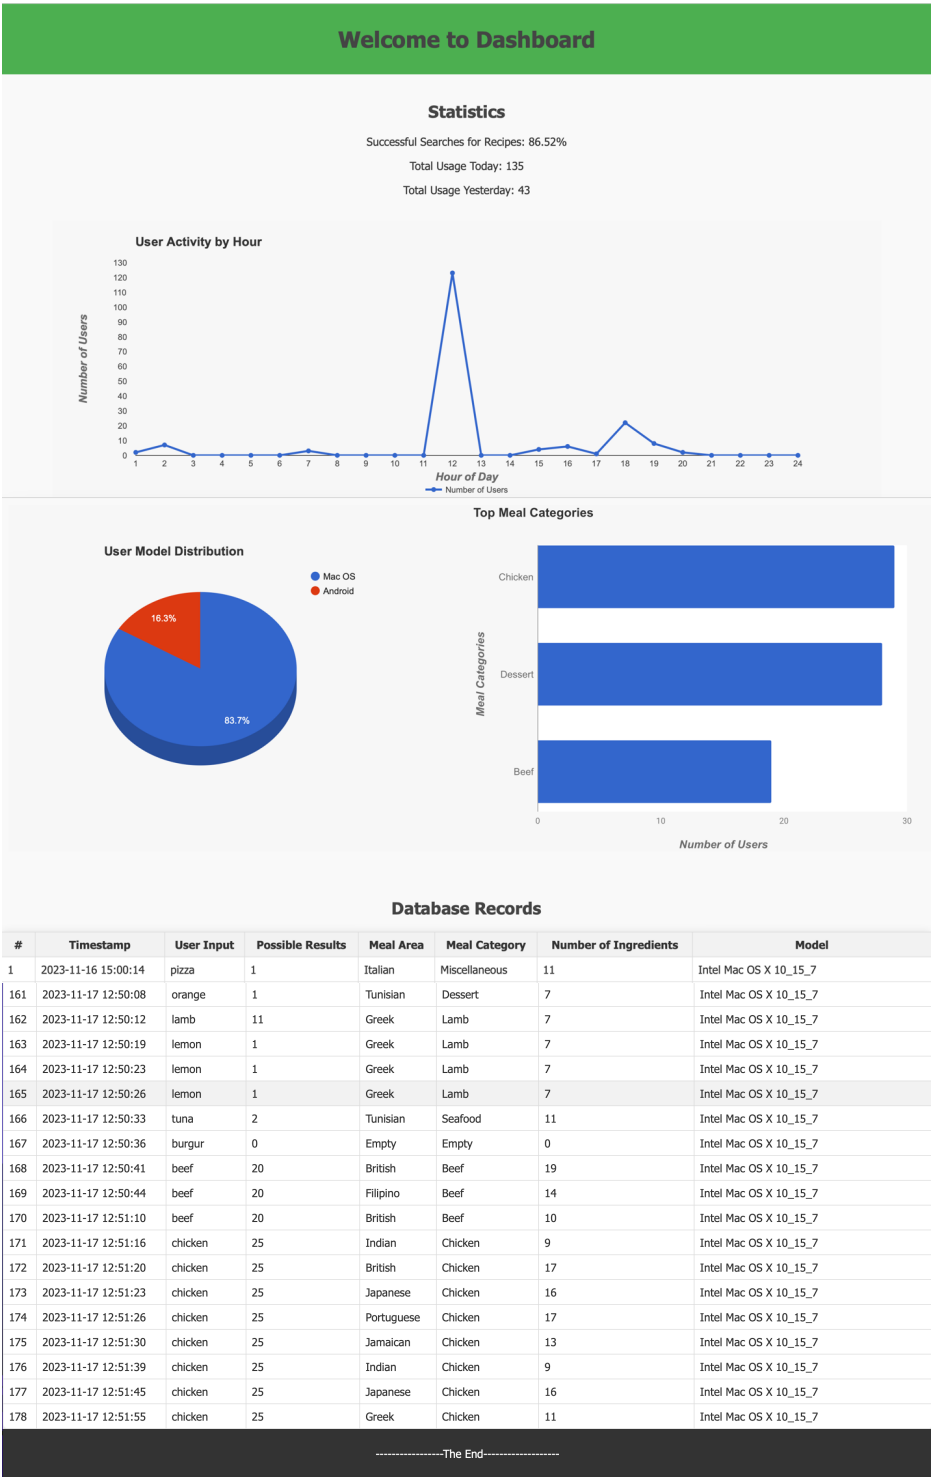 Welcome to Dashboard
Statistics
Successful Searches for Recipes: 86.52%
Total Usage Today: 135
Total Usage Yesterday: 43
User Activity by Hour
Number of Users
130
120
110
100
90
80
70
60
50
40
30
20
10
0
1 2 3 4 5 6 7 8 9 10 11 12 13 14 15 16 17 18 19 20 21 22 23 24
Hour of Day
Number of Users
User Model Distribution
Mac OS
Android
16.3%
83.7%
Top Meal Categories
Meal Categories
Chicken
Dessert
Beef
0 10 20 30
Number of Users
Database Records
# Timestamp User Input Possible Results Meal Area Meal Category Number of Ingredients Model
1 2023-11-16 15:00:14 pizza 1 Italian Miscellaneous 11 Intel Mac OS X 10_15_7
161 2023-11-17 12:50:08 orange 1 Tunisian Dessert 7 Intel Mac OS X 10_15_7
162 2023-11-17 12:50:12 lamb 11 Greek Lamb 7 Intel Mac OS X 10_15_7
163 2023-11-17 12:50:19 lemon 1 Greek Lamb 7 Intel Mac OS X 10_15_7
164 2023-11-17 12:50:23 lemon 1 Greek Lamb 7 Intel Mac OS X 10_15_7
165 2023-11-17 12:50:26 lemon 1 Greek Lamb 7 Intel Mac OS X 10_15_7
166 2023-11-17 12:50:33 tuna 2 Tunisian Seafood 11 Intel Mac OS X 10_15_7
167 2023-11-17 12:50:36 burgur 0 Empty Empty 0 Intel Mac OS X 10_15_7
168 2023-11-17 12:50:41 beef 20 British Beef 19 Intel Mac OS X 10_15_7
169 2023-11-17 12:50:44 beef 20 Filipino Beef 14 Intel Mac OS X 10_15_7
170 2023-11-17 12:51:10 beef 20 British Beef 10 Intel Mac OS X 10_15_7
171 2023-11-17 12:51:16 chicken 25 Indian Chicken 9 Intel Mac OS X 10_15_7
172 2023-11-17 12:51:20 chicken 25 British Chicken 17 Intel Mac OS X 10_15_7
173 2023-11-17 12:51:23 chicken 25 Japanese Chicken 16 Intel Mac OS X 10_15_7
174 2023-11-17 12:51:26 chicken 25 Portuguese Chicken 17 Intel Mac OS X 10_15_7
175 2023-11-17 12:51:30 chicken 25 Jamaican Chicken 13 Intel Mac OS X 10_15_7
176 2023-11-17 12:51:39 chicken 25 Indian Chicken 9 Intel Mac OS X 10_15_7
177 2023-11-17 12:51:45 chicken 25 Japanese Chicken 16 Intel Mac OS X 10_15_7
178 2023-11-17 12:51:55 chicken 25 Greek Chicken 11 Intel Mac OS X 10_15_7
-----------------The End-------------------